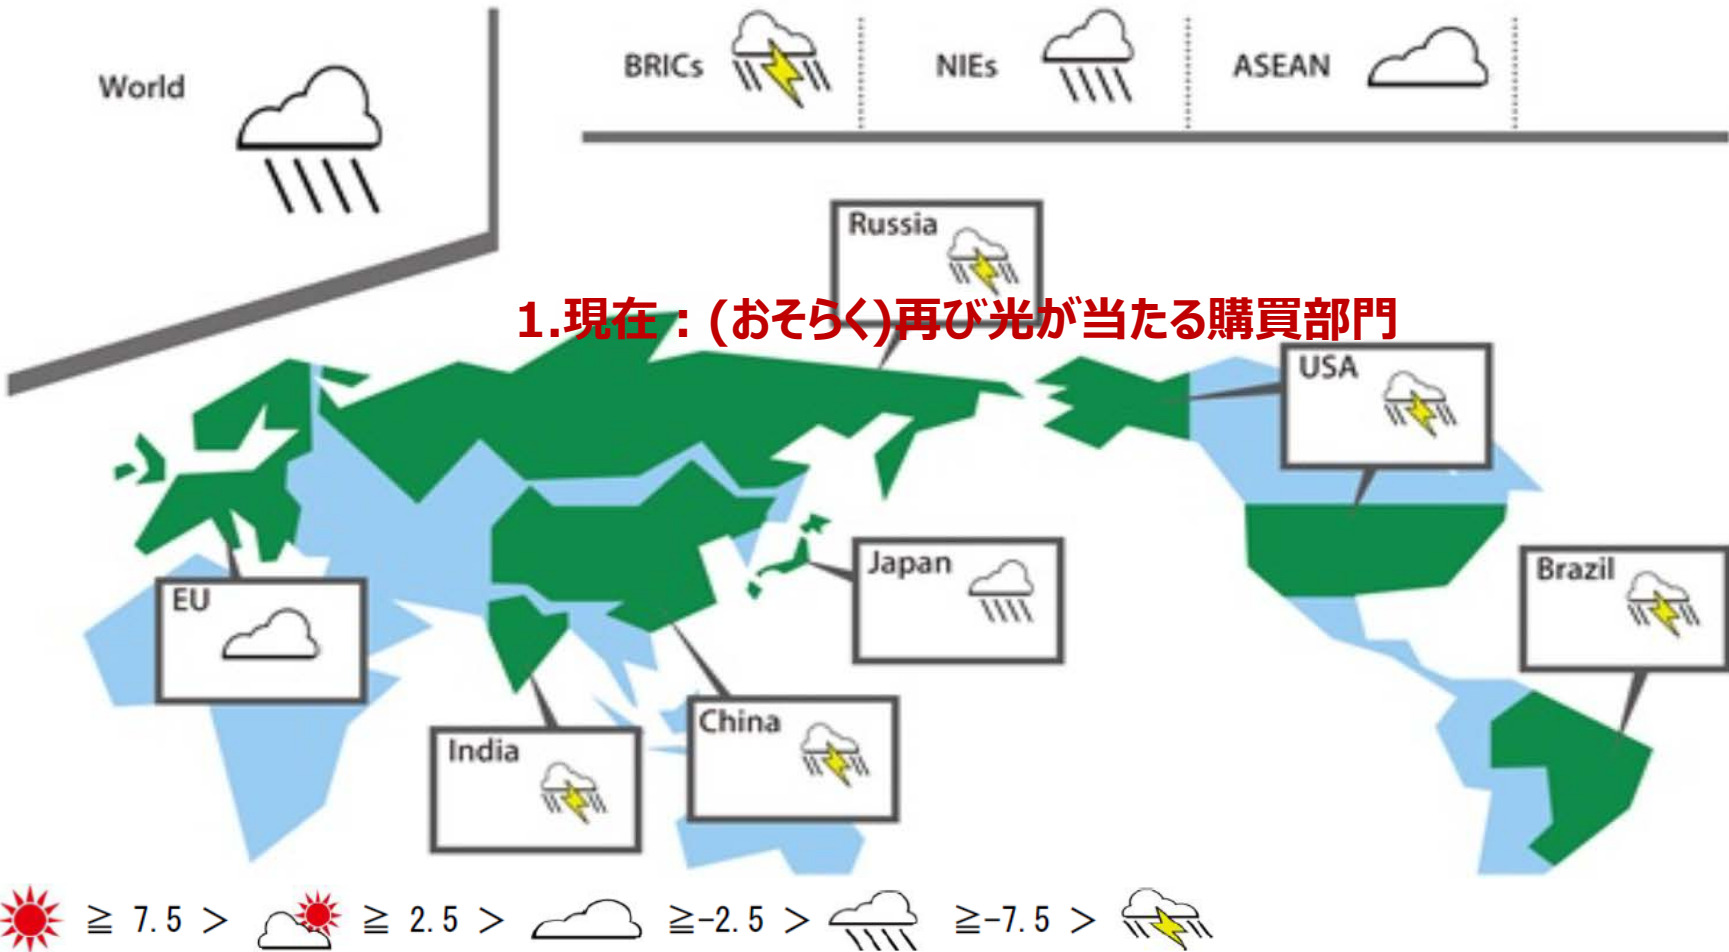 World
BRICs
NIEs
ASEAN
Russia
1.現在：(おそらく)再び光が当たる購買部門
USA
Japan
Brazil
EU
China
India
≧ 7.5 > ≧ 2.5 > ≧-2.5 > ≧-7.5 >